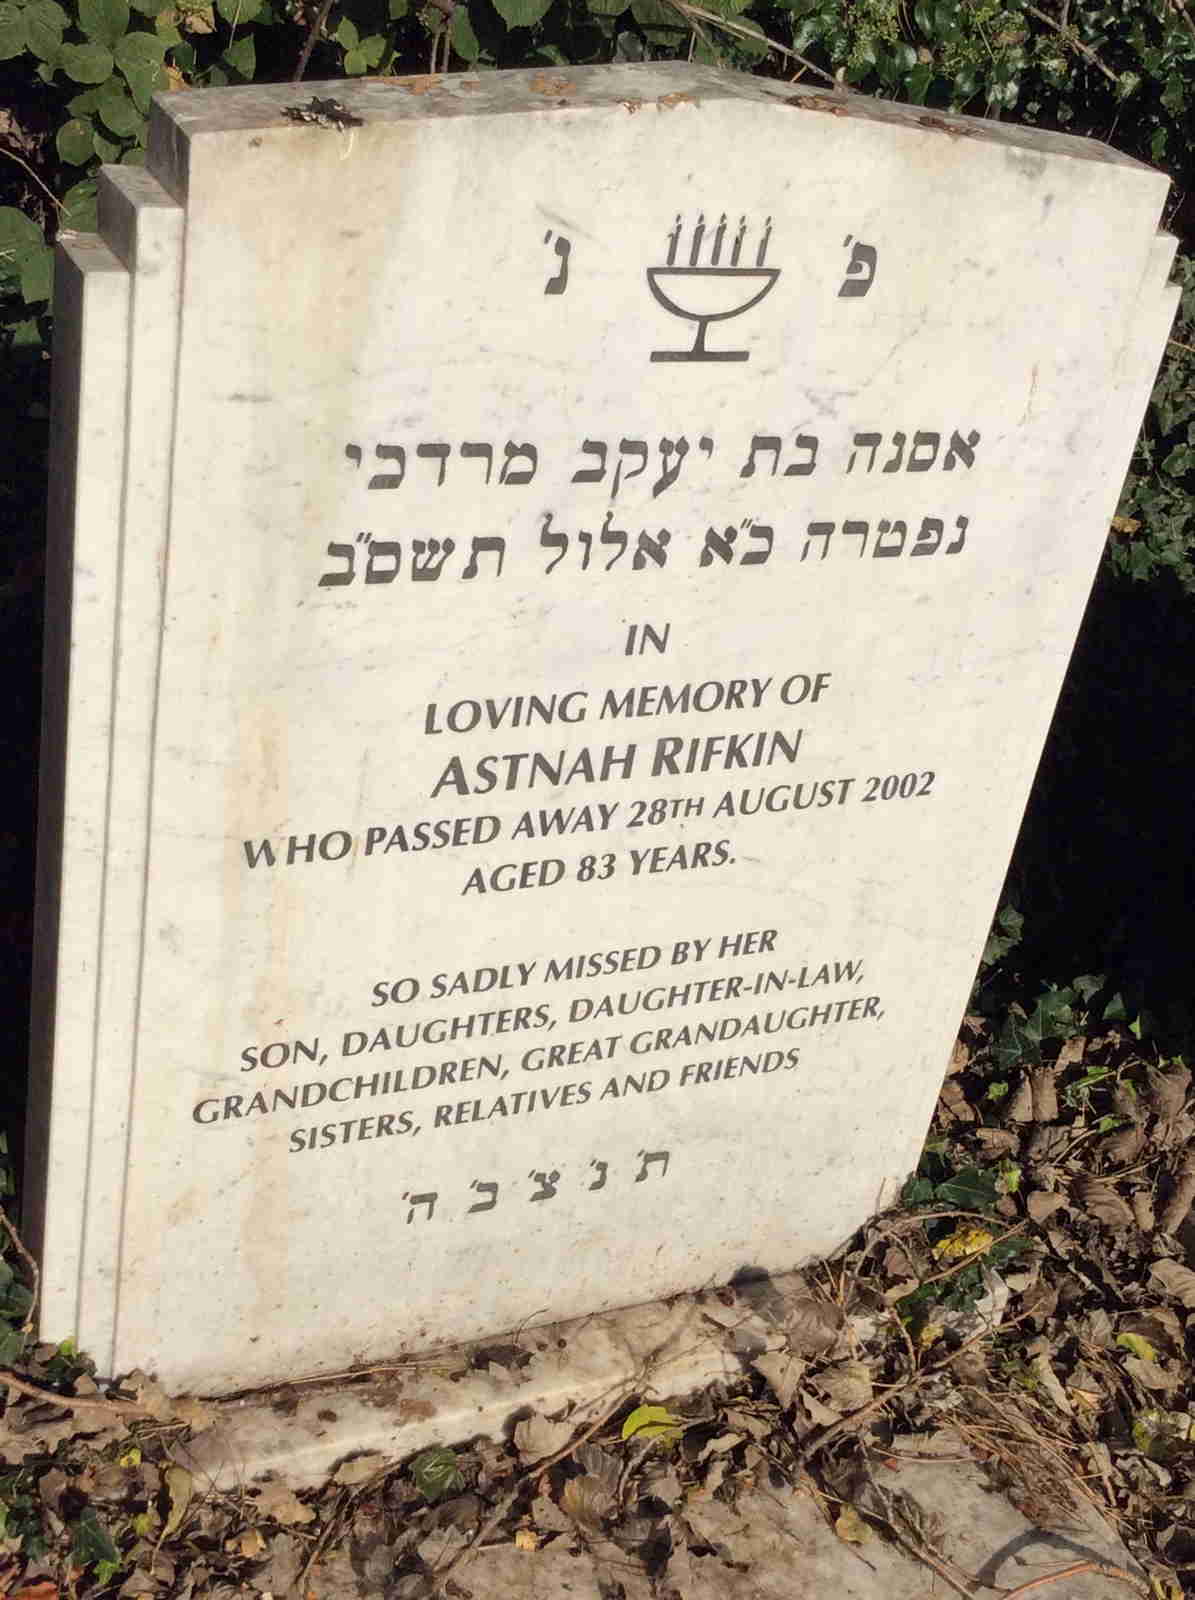 פ׳ נ׳
אסנה בת יעקב מרדכי
נפטרה כ״א אלול תשס״ב
IN
LOVING MEMORY OF
ASTNAH RIFKIN
WHO PASSED AWAY 28TH AUGUST 2002
AGED 83 YEARS.
SO SADLY MISSED BY HER
SON, DAUGHTERS, DAUGHTER-IN-LAW,
GRANDCHILDREN, GREAT GRANDAUGHTER,
SISTERS, RELATIVES AND FRIENDS
ת׳ נ׳ צ׳ ב׳ ה׳